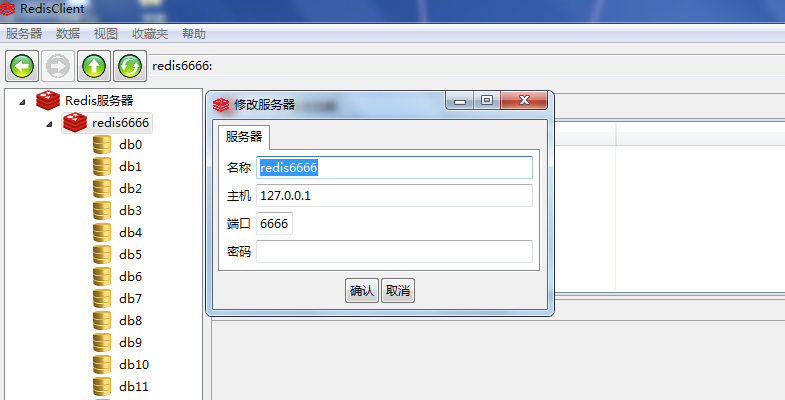 RedisClient
服务器 数据 视图 收藏夹 帮助
redis6666:
Redis服务器
redis6666
db0
db1
db2
db3
db4
db5
db6
db7
db8
db9
db10
db11
修改服务器
服务器
名称 redis6666
主机 127.0.0.1
端口 6666
密码
确认 取消